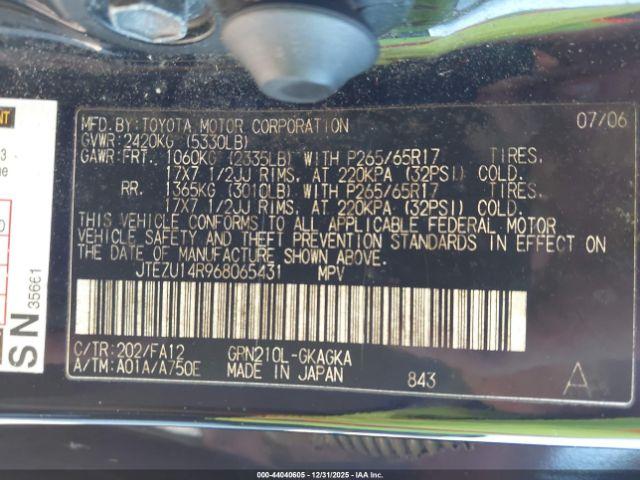 MFD.BY:TOYOTA MOTOR CORPORATION 07/06
GVWR:2420KG (5330LB)
GAWR:FRT. 1060KG (2335LB) WITH P265/65R17 TIRES.
17X7 1/2JJ RIMS. AT 220KPA (32PSI) COLD.
RR. 1365KG (3010LB) WITH P265/65R17 TIRES.
17X7 1/2JJ RIMS. AT 220KPA (32PSI) COLD.
THIS VEHICLE CONFORMS TO ALL APPLICABLE FEDERAL MOTOR
VEHICLE SAFETY AND THEFT PREVENTION STANDARDS IN EFFECT ON
THE DATE OF MANUFACTURE SHOWN ABOVE.
JTEZU14R968065431 MPV
C/TR:202/FA12 GRN210L-GKAGKA
A/TM:A01A/A750E MADE IN JAPAN 843 A
SN 35661
000-44040605 - 12/31/2025 - IAAI, INC.